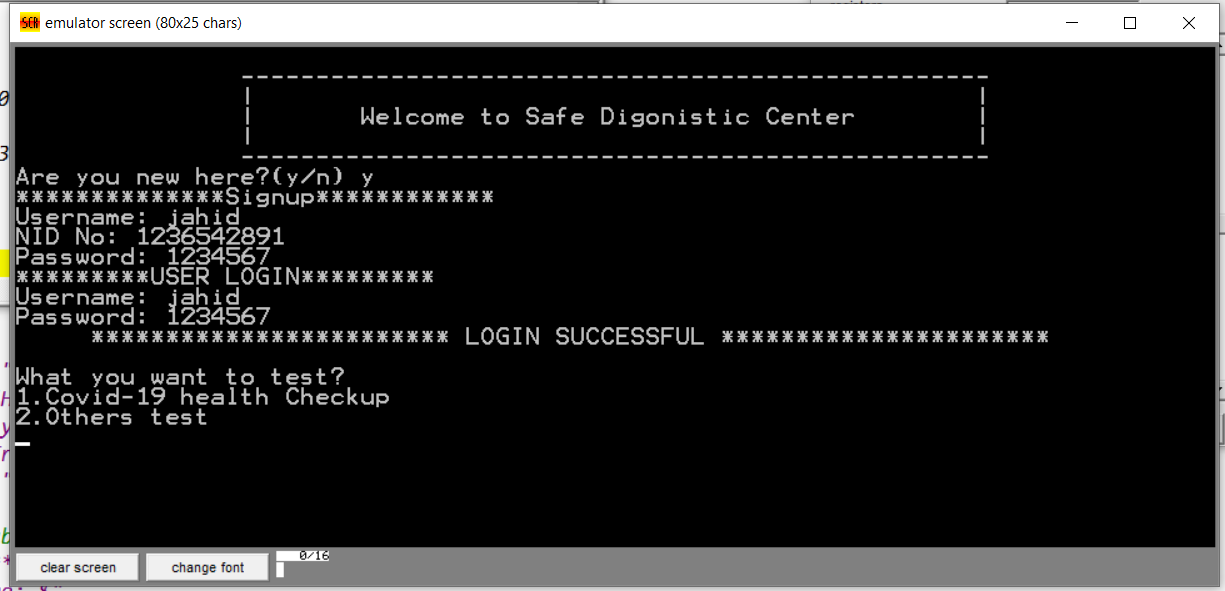 emulator screen (80x25 chars)
--------------------------------------------------
Welcome to Safe Digonistic Center
--------------------------------------------------
Are you new here?(y/n) y
**************Signup************
Username: jahid
NID No: 1236542891
Password: 1234567
*********USER LOGIN*********
Username: jahid
Password: 1234567
************************ LOGIN SUCCESSFUL **********************
What you want to test?
1.Covid-19 health Checkup
2.Others test
clear screen change font 0/16